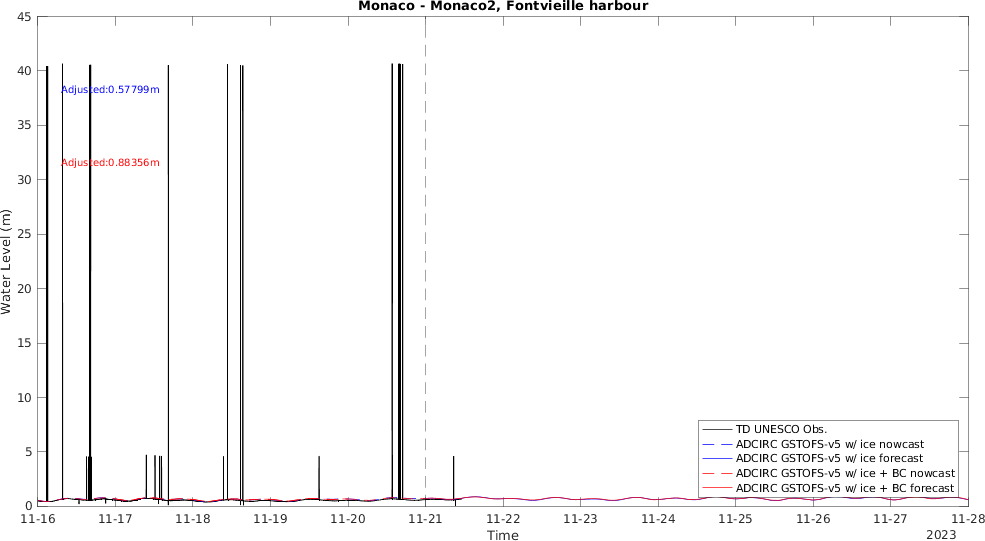 Monaco - Monaco2, Fontvieille harbour
45
40
35
30
25
20
15
10
5
0
Water Level (m)
Adjusted:0.57799m
Adjusted:0.88356m
TD UNESCO Obs.
ADCIRC GSTOFS-v5 w/ ice nowcast
ADCIRC GSTOFS-v5 w/ ice forecast
ADCIRC GSTOFS-v5 w/ ice + BC nowcast
ADCIRC GSTOFS-v5 w/ ice + BC forecast
11-16 11-17 11-18 11-19 11-20 11-21 11-22 11-23 11-24 11-25 11-26 11-27 11-28
Time
2023